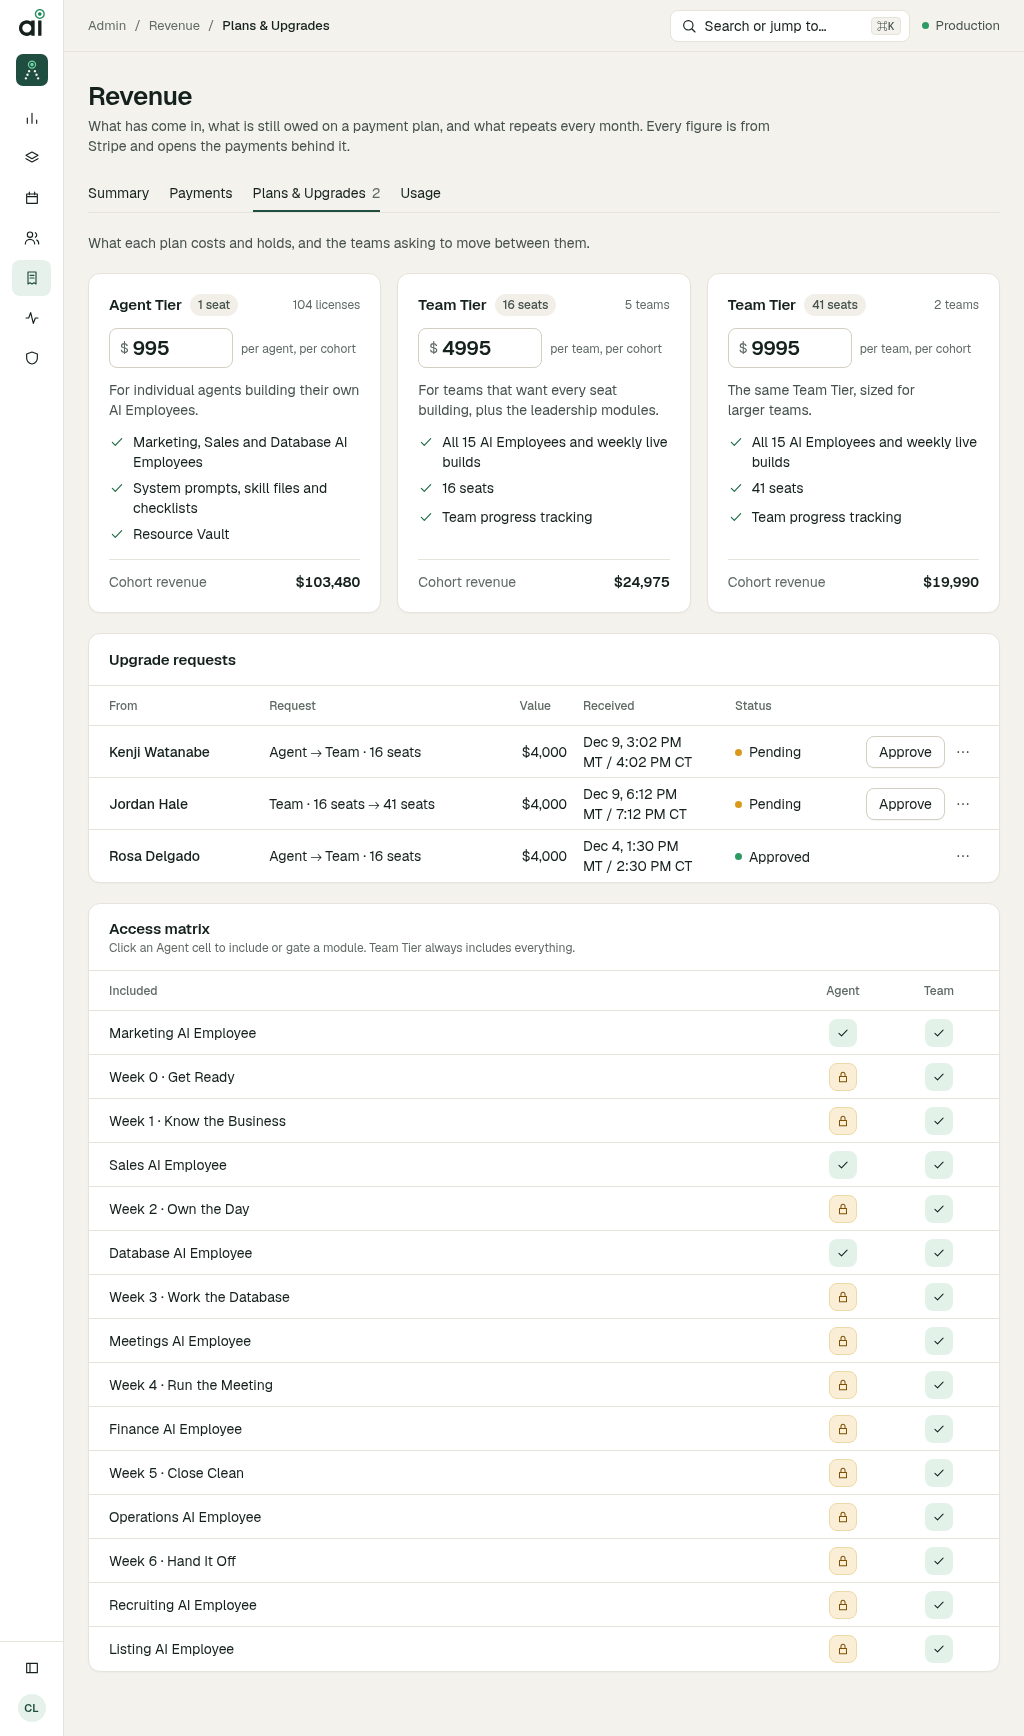 ai
Admin / Revenue / Plans & Upgrades
Search or jump to...
⌘K
Production
Revenue
What has come in, what is still owed on a payment plan, and what repeats every month. Every figure is from
Stripe and opens the payments behind it.
Summary Payments Plans & Upgrades 2 Usage
What each plan costs and holds, and the teams asking to move between them.
Agent Tier 1 seat 104 licenses
$ 995 per agent, per cohort
For individual agents building their own
AI Employees.
Marketing, Sales and Database AI
Employees
System prompts, skill files and
checklists
Resource Vault
Cohort revenue $103,480
Team Tier 16 seats 5 teams
$ 4995 per team, per cohort
For teams that want every seat
building, plus the leadership modules.
All 15 AI Employees and weekly live
builds
16 seats
Team progress tracking
Cohort revenue $24,975
Team Tier 41 seats 2 teams
$ 9995 per team, per cohort
The same Team Tier, sized for
larger teams.
All 15 AI Employees and weekly live
builds
41 seats
Team progress tracking
Cohort revenue $19,990
Upgrade requests
From Request Value Received Status
Kenji Watanabe Agent → Team · 16 seats $4,000 Dec 9, 3:02 PM
MT / 4:02 PM CT Pending Approve ···
Jordan Hale Team · 16 seats → 41 seats $4,000 Dec 9, 6:12 PM
MT / 7:12 PM CT Pending Approve ···
Rosa Delgado Agent → Team · 16 seats $4,000 Dec 4, 1:30 PM
MT / 2:30 PM CT Approved ···
Access matrix
Click an Agent cell to include or gate a module. Team Tier always includes everything.
Included Agent Team
Marketing AI Employee
Week 0 · Get Ready
Week 1 · Know the Business
Sales AI Employee
Week 2 · Own the Day
Database AI Employee
Week 3 · Work the Database
Meetings AI Employee
Week 4 · Run the Meeting
Finance AI Employee
Week 5 · Close Clean
Operations AI Employee
Week 6 · Hand It Off
Recruiting AI Employee
Listing AI Employee
CL